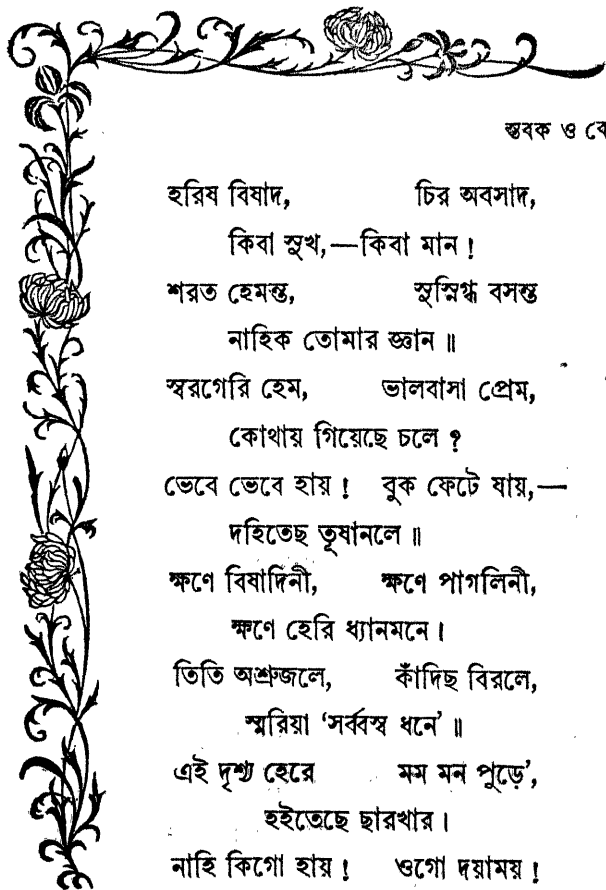 স্তবক ও
হরিষ বিষাদ, চির অবসাদ,
কিবা সুখ,—কিবা মান !
শরত হেমন্ত, সুস্নিগ্ধ বসন্ত
নাহিক তোমার জ্ঞান ॥
স্বরগেরি হেম, ভালবাসা প্রেম,
কোথায় গিয়েছে চলে ?
ভেবে ভেবে হায় ! বুক ফেটে যায়,—
দহিতেছ তূষানলে ॥
ক্ষণে বিষাদিনী, ক্ষণে পাগলিনী,
ক্ষণে হেরি ধ্যানমনে ।
তিতি অশ্রুজলে, কাঁদিছ বিরলে,
স্মরিয়া ‘সর্ব্বস্ব ধনে’ ॥
এই দৃশ্য হেরে মম মন পুড়ে’,
হইতেছে ছারখার ।
নাহি কিগো হায় ! ওগো দয়াময় !